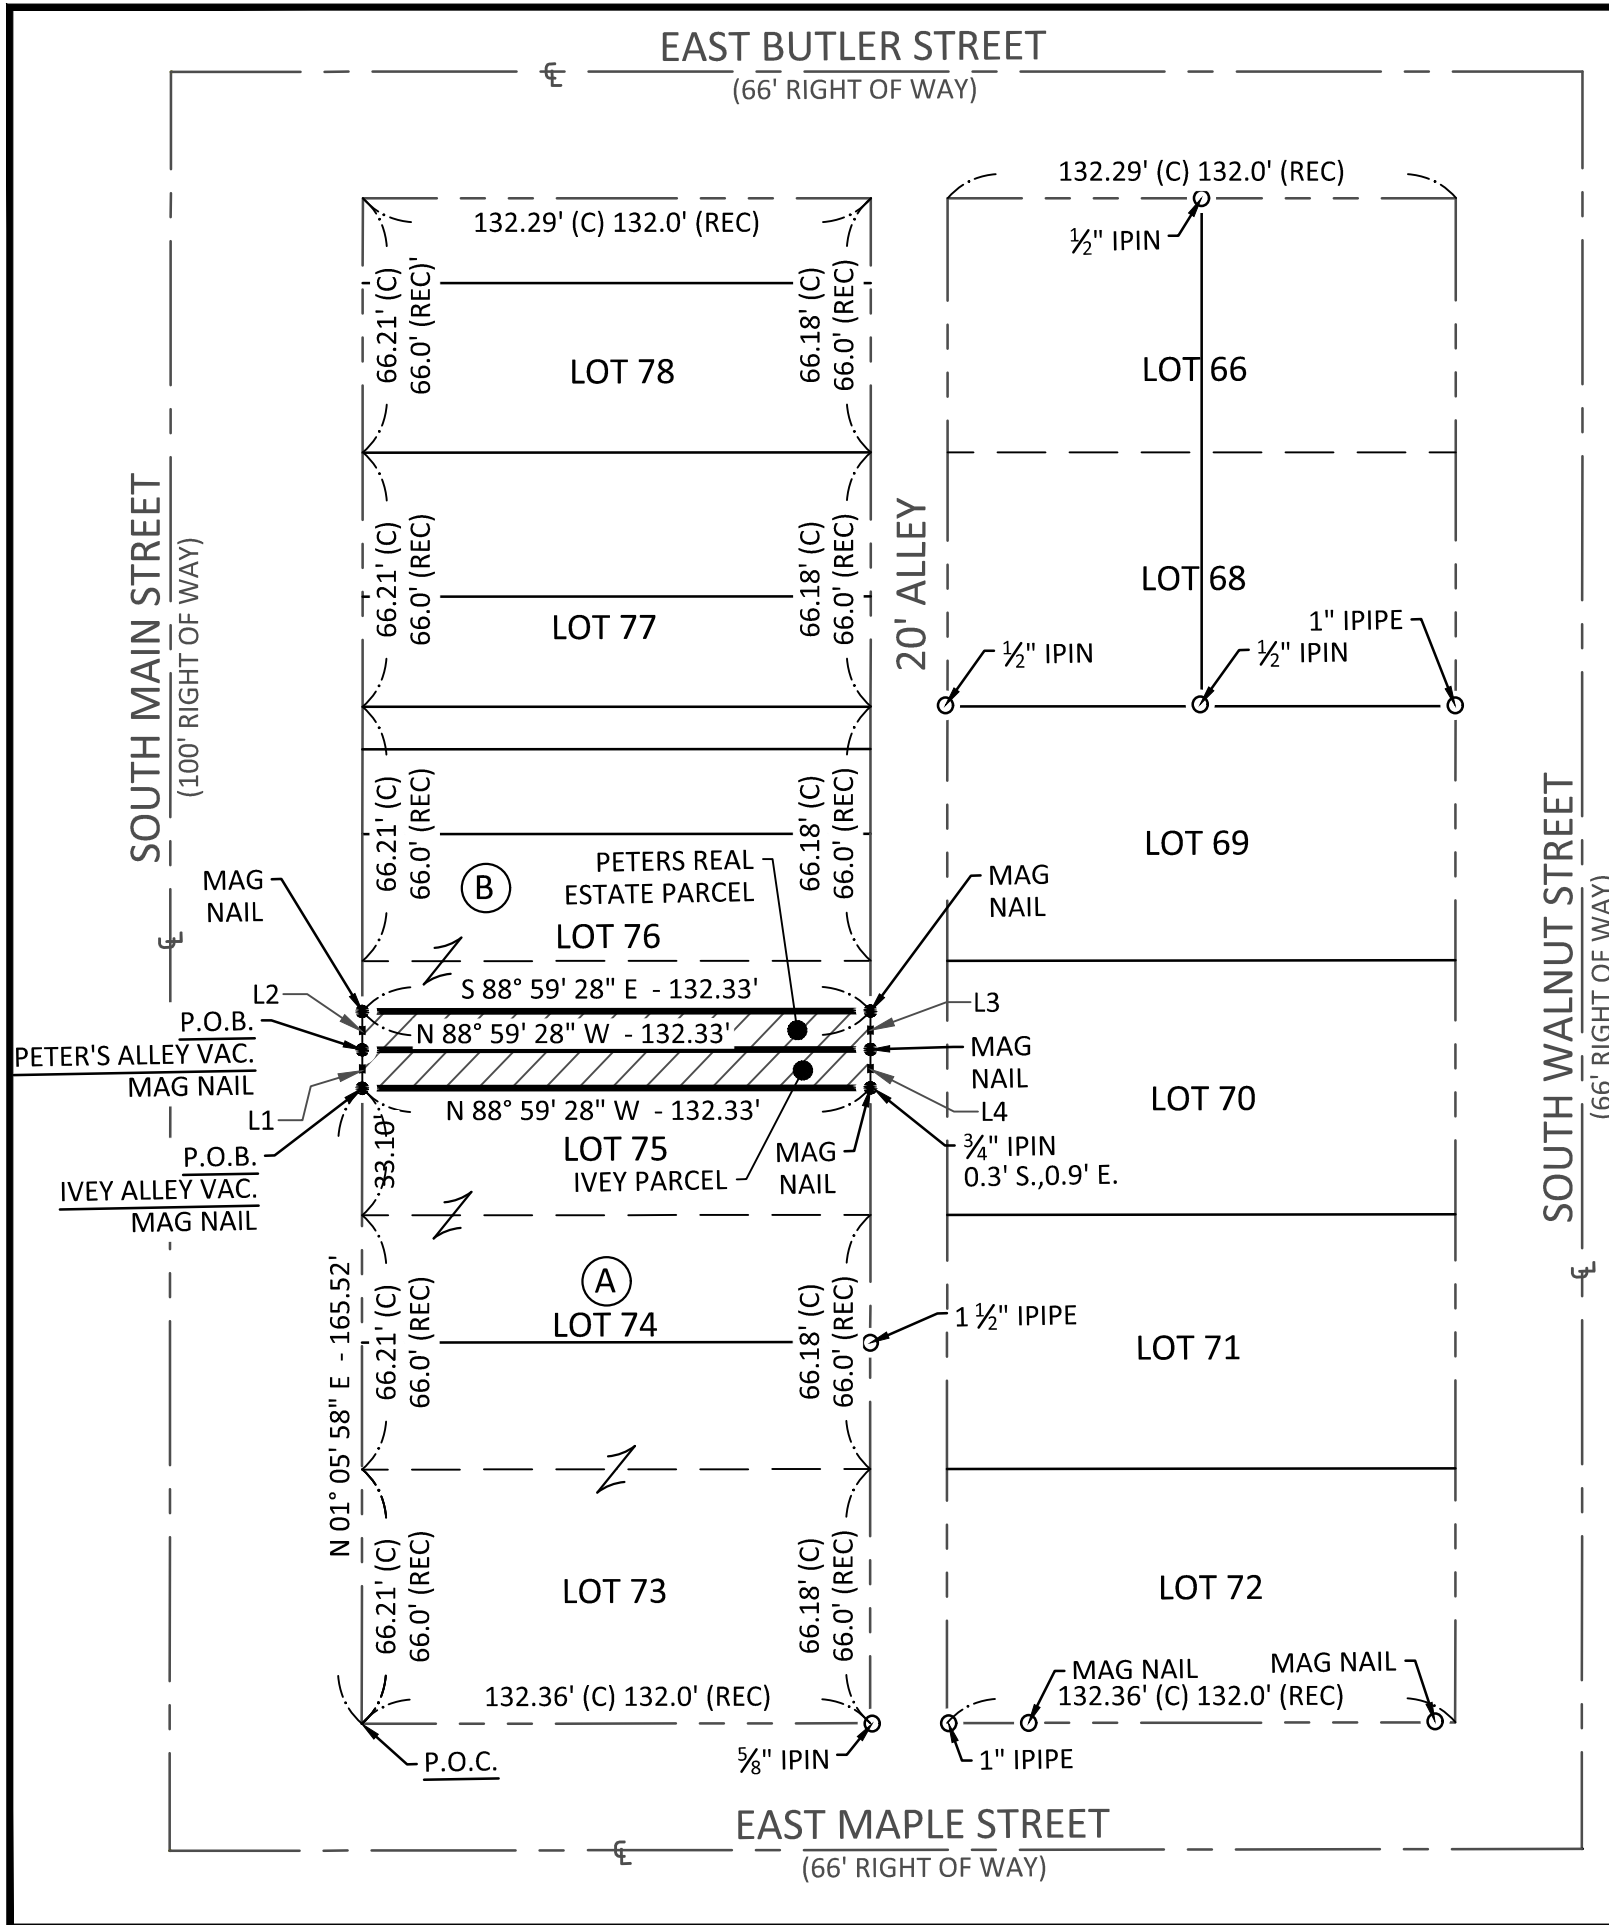 EAST BUTLER STREET
℄
(66' RIGHT OF WAY)
132.29' (C) 132.0' (REC)
½" IPIN
132.29' (C) 132.0' (REC)
66.21' (C)
66.0' (REC)'
66.18' (C)
66.0' (REC)
LOT 78
LOT 66
SOUTH MAIN STREET
(100' RIGHT OF WAY)
℄
66.21' (C)
66.0' (REC)
66.18' (C)
66.0' (REC)
LOT 77
20' ALLEY
LOT 68
1" IPIPE
½" IPIN
½" IPIN
66.21' (C)
66.0' (REC)
66.18' (C)
66.0' (REC)
LOT 69
SOUTH WALNUT STREET
(66' RIGHT OF WAY)
℄
MAG
NAIL
B
PETERS REAL
ESTATE PARCEL
MAG
NAIL
LOT 76
S 88° 59' 28" E - 132.33'
L2
L3
P.O.B.
PETER'S ALLEY VAC.
MAG NAIL
N 88° 59' 28" W - 132.33'
MAG
NAIL
L1
N 88° 59' 28" W - 132.33'
L4
LOT 70
33.10'
LOT 75
IVEY PARCEL
MAG
NAIL
¾" IPIN
0.3' S.,0.9' E.
P.O.B.
IVEY ALLEY VAC.
MAG NAIL
N 01° 05' 58" E - 165.52'
66.21' (C)
66.0' (REC)
A
LOT 74
66.18' (C)
66.0' (REC)
1 ½" IPIPE
LOT 71
66.21' (C)
66.0' (REC)
LOT 73
66.18' (C)
66.0' (REC)
LOT 72
132.36' (C) 132.0' (REC)
MAG NAIL
MAG NAIL
132.36' (C) 132.0' (REC)
P.O.C.
⅝" IPIN
1" IPIPE
EAST MAPLE STREET
℄
(66' RIGHT OF WAY)